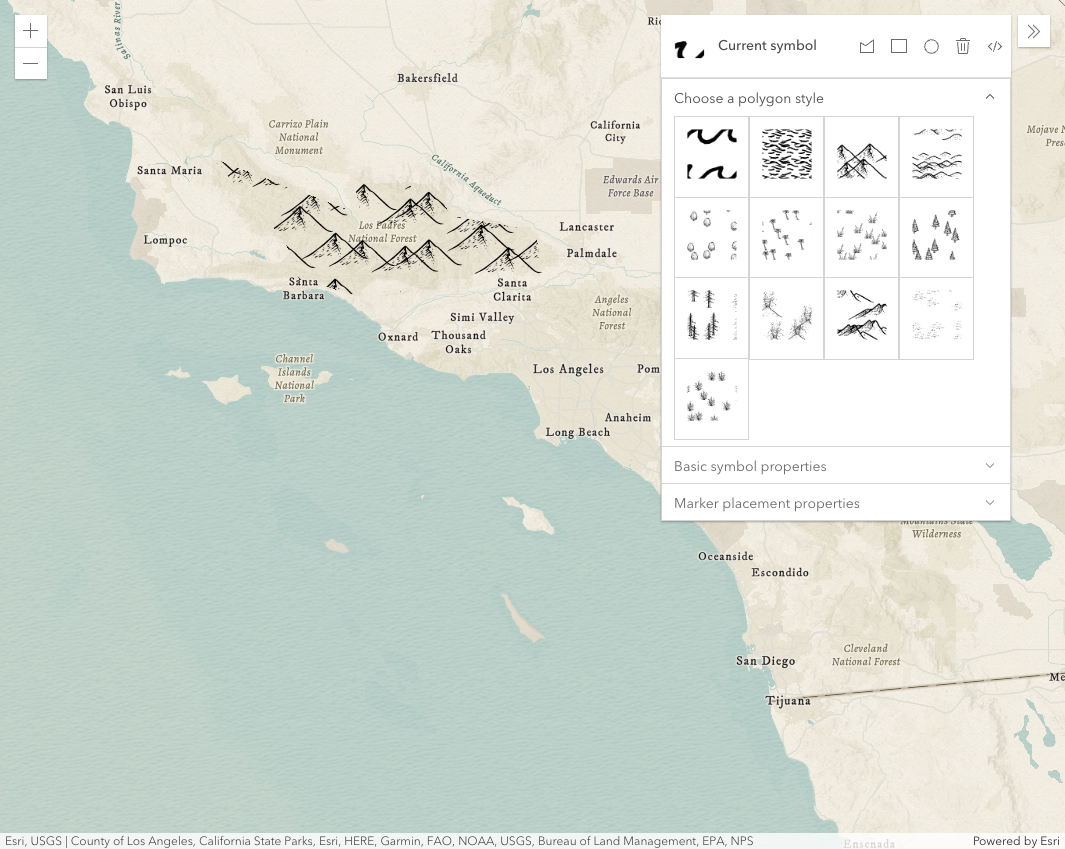 Salinas River
Bakersfield
San Luis
Obispo
Carrizo Plain
National
Monument
California
City
Santa Maria
California Aqueduct
Edwards Air
Force Base
Mojave N
Pres
Los Padres
National Forest
Lancaster
Lompoc
Palmdale
Santa
Barbara
Santa
Clarita
Angeles
National
Forest
Simi Valley
Oxnard
Thousand
Oaks
Channel
Islands
National
Park
Los Angeles
Pom
Anaheim
Long Beach
Current symbol
Choose a polygon style
Basic symbol properties
Marker placement properties
Mountains State
Wilderness
Oceanside
Escondido
Cleveland
National Forest
San Diego
Me
Tijuana
Ensenada
Esri, USGS | County of Los Angeles, California State Parks, Esri, HERE, Garmin, FAO, NOAA, USGS, Bureau of Land Management, EPA, NPS
Powered by Esri